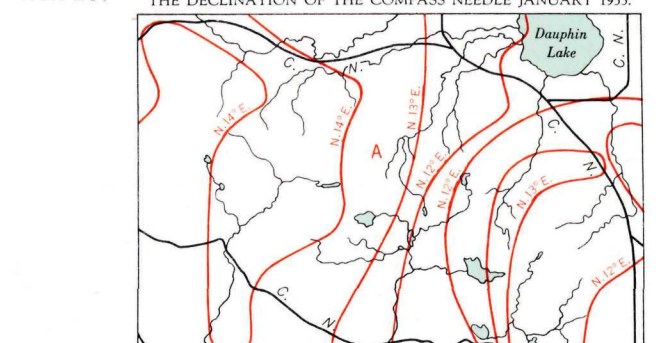 THE DECLINATION OF THE COMPASS NEEDLE JANUARY 1955.
Dauphin
Lake
C. N.
C.
N.
N. 14° E.
N. 14° E.
N. 13° E.
A
N. 12° E.
N. 12° E.
C.
N.
N. 13° E.
N. 12° E.
C.
N.